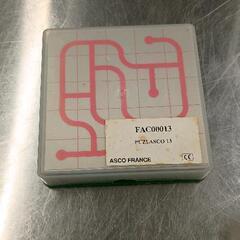 FAC00013
PUZLASCO 13
ASCO FRANCE
CE